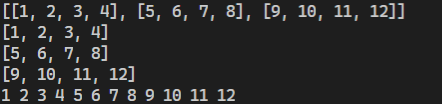 [[1, 2, 3, 4], [5, 6, 7, 8], [9, 10, 11, 12]]
[1, 2, 3, 4]
[5, 6, 7, 8]
[9, 10, 11, 12]
1 2 3 4 5 6 7 8 9 10 11 12